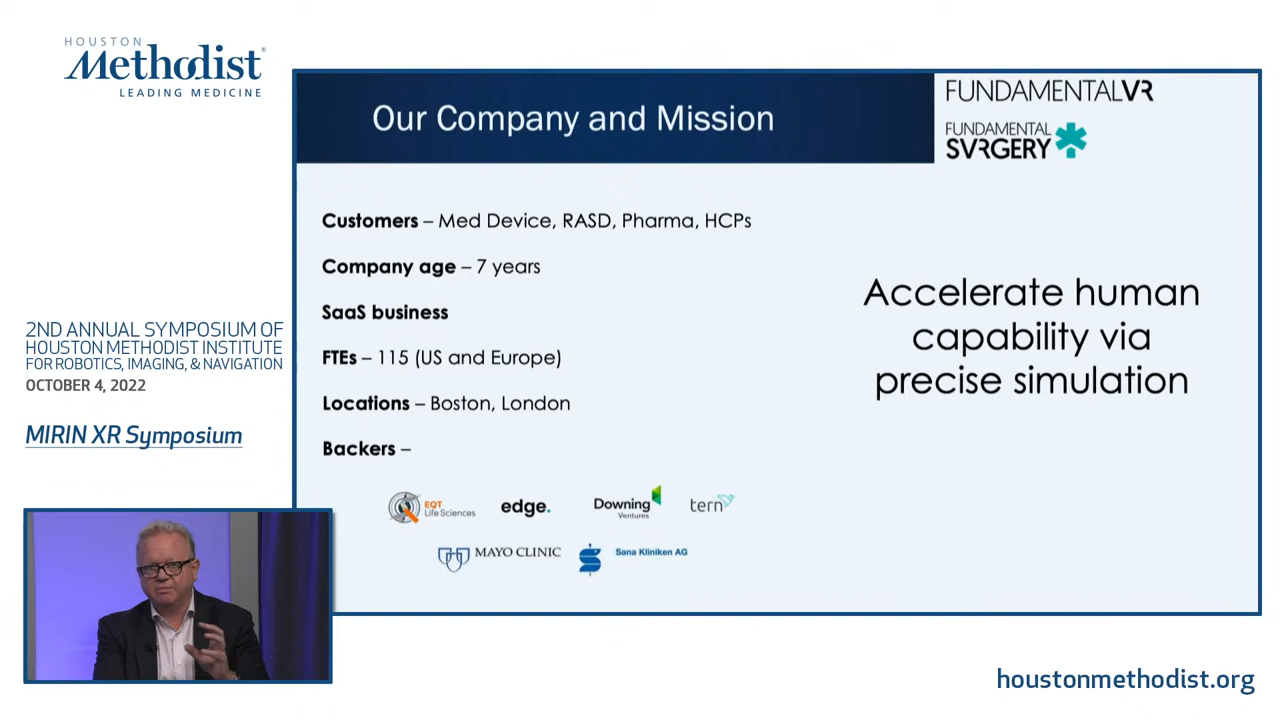 HOUSTON
Methodist®
LEADING MEDICINE
Our Company and Mission
FUNDAMENTALVR
FUNDAMENTAL
SVRGERY
Customers – Med Device, RASD, Pharma, HCPs
Company age – 7 years
SaaS business
FTEs – 115 (US and Europe)
Locations – Boston, London
Backers –
EQT
Life Sciences
edge.
Downing
Ventures
tern
MAYO CLINIC
Sana Kliniken AG
Accelerate human
capability via
precise simulation
2ND ANNUAL SYMPOSIUM OF
HOUSTON METHODIST INSTITUTE
FOR ROBOTICS, IMAGING, & NAVIGATION
OCTOBER 4, 2022
MIRIN XR Symposium
houstonmethodist.org